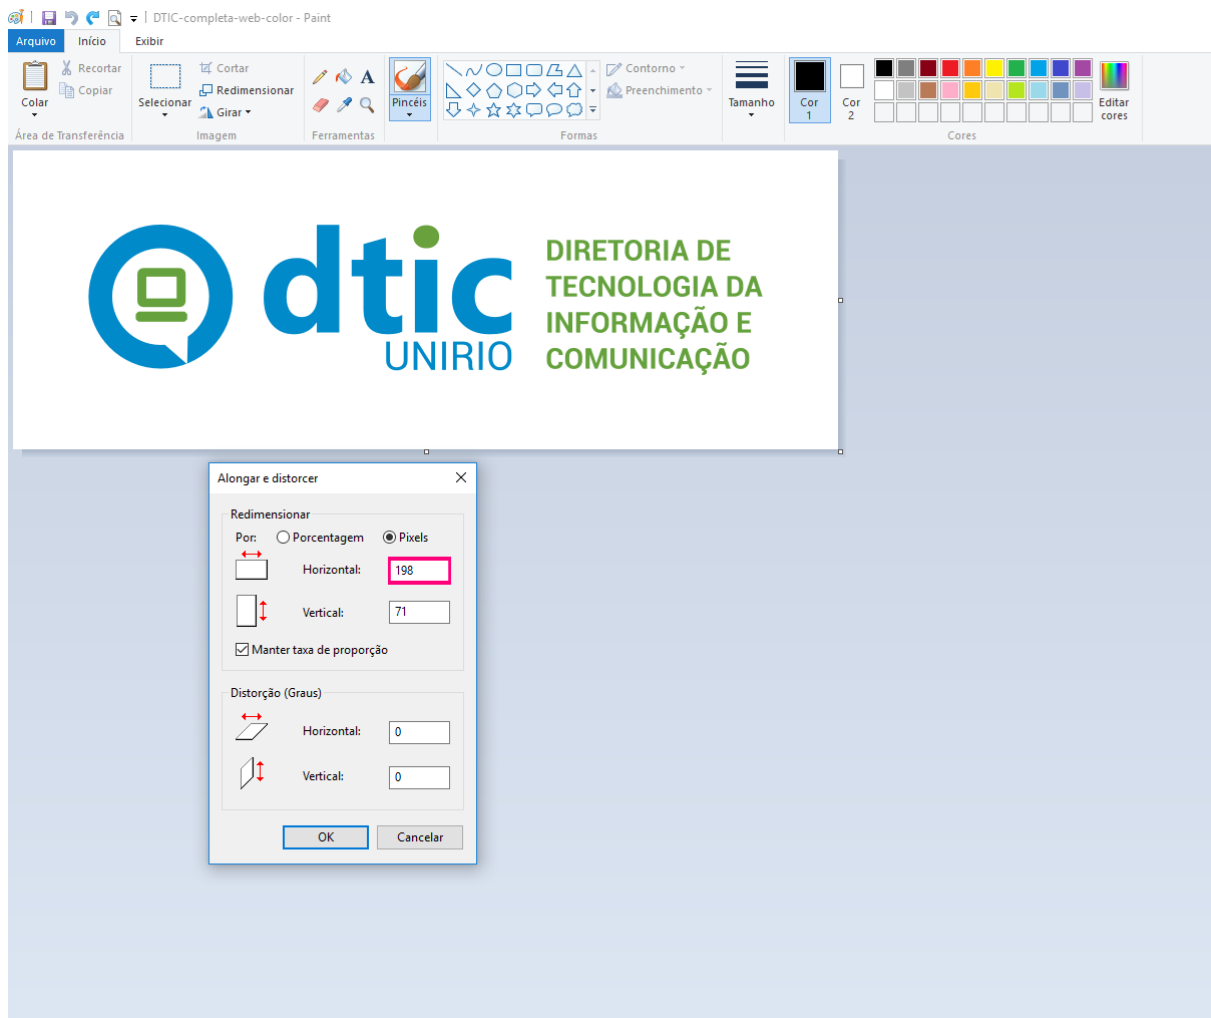 DTIC-completa-web-color - Paint
Arquivo Início Exibir
Colar
Recortar
Copiar
Área de Transferência
Selecionar
Cortar
Redimensionar
Girar
Imagem
A
Ferramentas
Pincéis
Contorno
Preenchimento
Formas
Tamanho
Cor
1
Cor
2
Editar
cores
Cores
dtic
UNIRIO
DIRETORIA DE
TECNOLOGIA DA
INFORMAÇÃO E
COMUNICAÇÃO
Alongar e distorcer
Redimensionar
Por: Porcentagem Pixels
Horizontal: 198
Vertical: 71
Manter taxa de proporção
Distorção (Graus)
Horizontal: 0
Vertical: 0
OK Cancelar